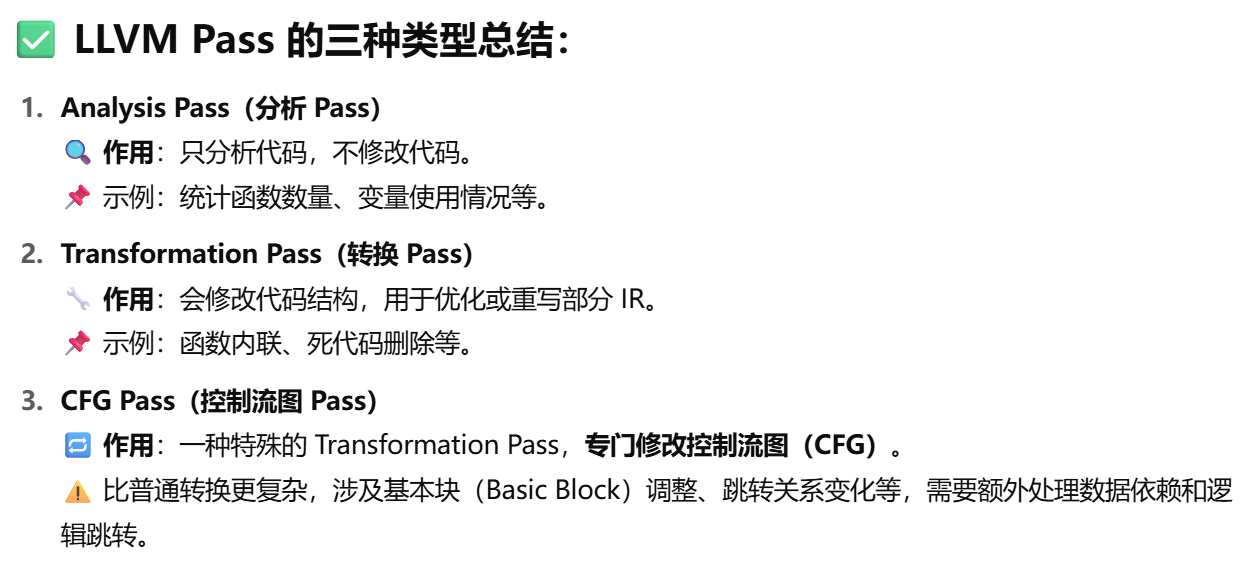 ✅ LLVM Pass 的三种类型总结：
1. Analysis Pass（分析 Pass）
🔍 作用：只分析代码，不修改代码。
📌 示例：统计函数数量、变量使用情况等。
2. Transformation Pass（转换 Pass）
🔧 作用：会修改代码结构，用于优化或重写部分 IR。
📌 示例：函数内联、死代码删除等。
3. CFG Pass（控制流图 Pass）
🔁 作用：一种特殊的 Transformation Pass，专门修改控制流图（CFG）。
⚠️ 比普通转换更复杂，涉及基本块（Basic Block）调整、跳转关系变化等，需要额外处理数据依赖和逻
辑跳转。